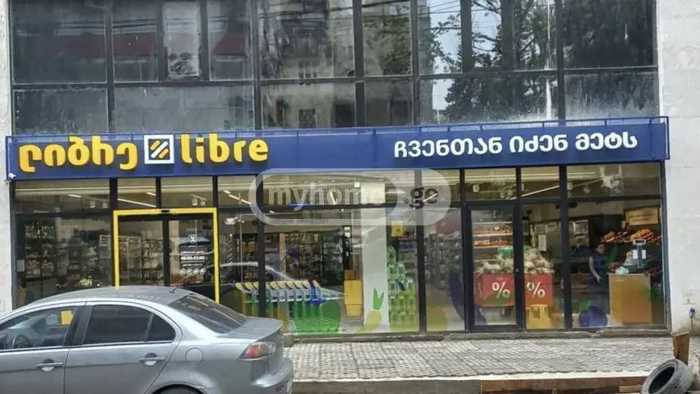 ლიბრე libre
ჩვენთან იძენ მეტს
myhome.ge
% %